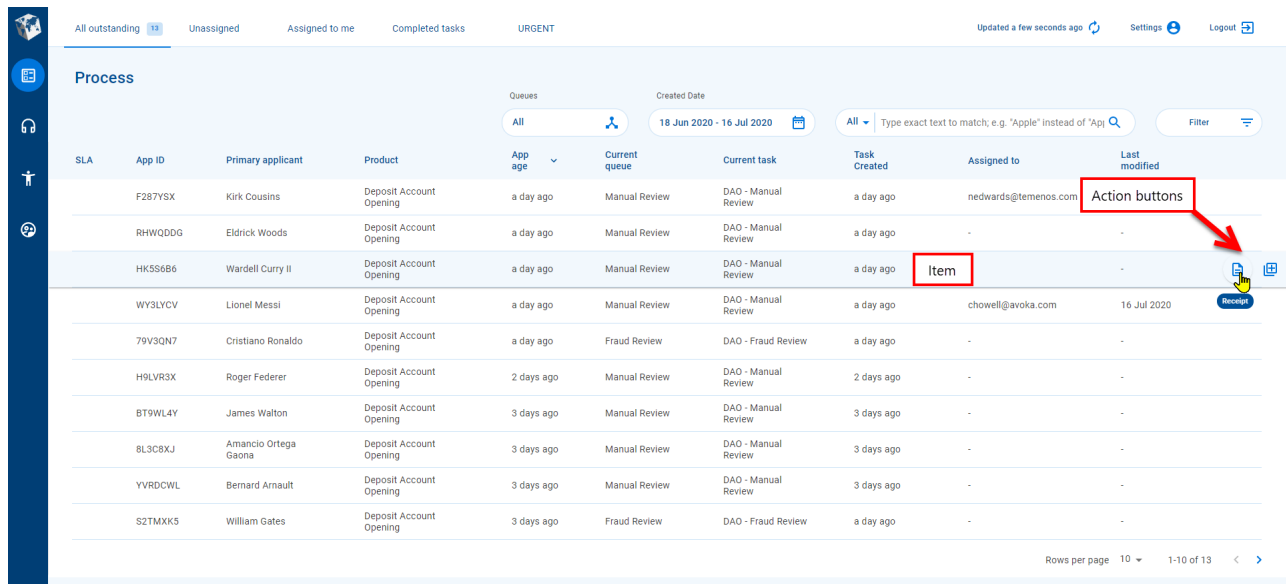 All outstanding 13 Unassigned Assigned to me Completed tasks URGENT Updated a few seconds ago Settings Logout
Process
Queues Created Date
All 18 Jun 2020 - 16 Jul 2020 All Type exact text to match; e.g. "Apple" instead of "Ap Filter
SLA App ID Primary applicant Product App age Current queue Current task Task Created Assigned to Last modified
F287YSX Kirk Cousins Deposit Account Opening a day ago Manual Review DAO - Manual Review a day ago nedwards@temenos.com Action buttons
RHWQDDG Eldrick Woods Deposit Account Opening a day ago Manual Review DAO - Manual Review a day ago - -
HK5S6B6 Wardell Curry II Deposit Account Opening a day ago Manual Review DAO - Manual Review a day ago Item -
WY3LYCV Lionel Messi Deposit Account Opening a day ago Manual Review DAO - Manual Review a day ago chowell@avoka.com 16 Jul 2020 Receipt
79V3QN7 Cristiano Ronaldo Deposit Account Opening a day ago Fraud Review DAO - Fraud Review a day ago - -
H9LVR3X Roger Federer Deposit Account Opening 2 days ago Manual Review DAO - Manual Review 2 days ago - -
BT9WL4Y James Walton Deposit Account Opening 3 days ago Manual Review DAO - Manual Review 3 days ago - -
8L3C8XJ Amancio Ortega Gaona Deposit Account Opening 3 days ago Manual Review DAO - Manual Review 3 days ago - -
YVRDCWL Bernard Arnault Deposit Account Opening 3 days ago Manual Review DAO - Manual Review 3 days ago - -
S2TMXK5 William Gates Deposit Account Opening 3 days ago Fraud Review DAO - Fraud Review a day ago - -
Rows per page 10 1-10 of 13